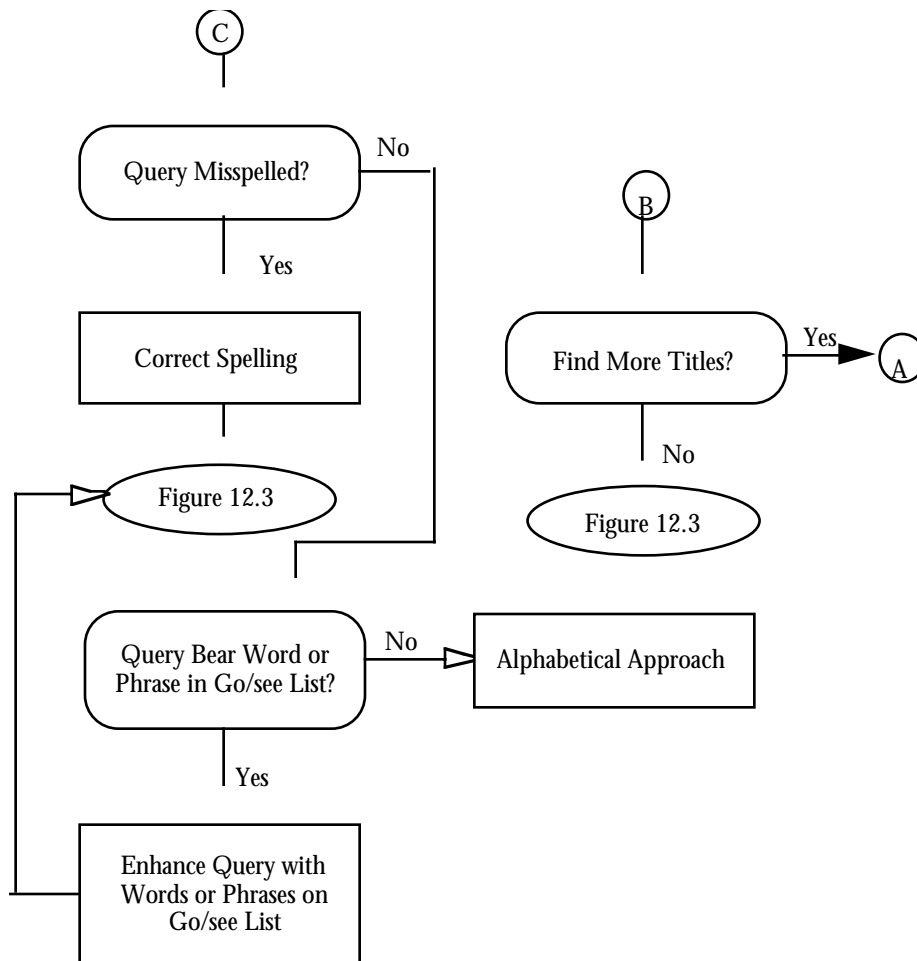 C
Query Misspelled?
No
Yes
Correct Spelling
Figure 12.3
Query Bear Word or
Phrase in Go/see List?
No
Alphabetical Approach
Yes
Enhance Query with
Words or Phrases on
Go/see List
B
Find More Titles?
Yes
A
No
Figure 12.3